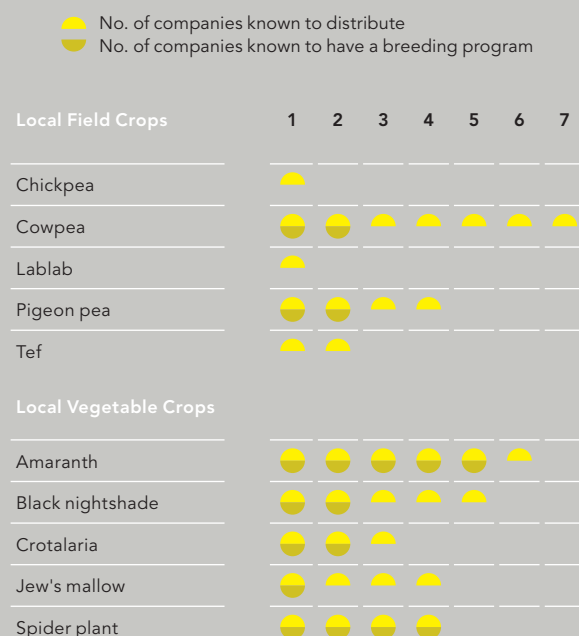 No. of companies known to distribute
No. of companies known to have a breeding program
Local Field Crops 1 2 3 4 5 6 7
Chickpea
Cowpea
Lablab
Pigeon pea
Tef
Local Vegetable Crops
Amaranth
Black nightshade
Crotalaria
Jew's mallow
Spider plant